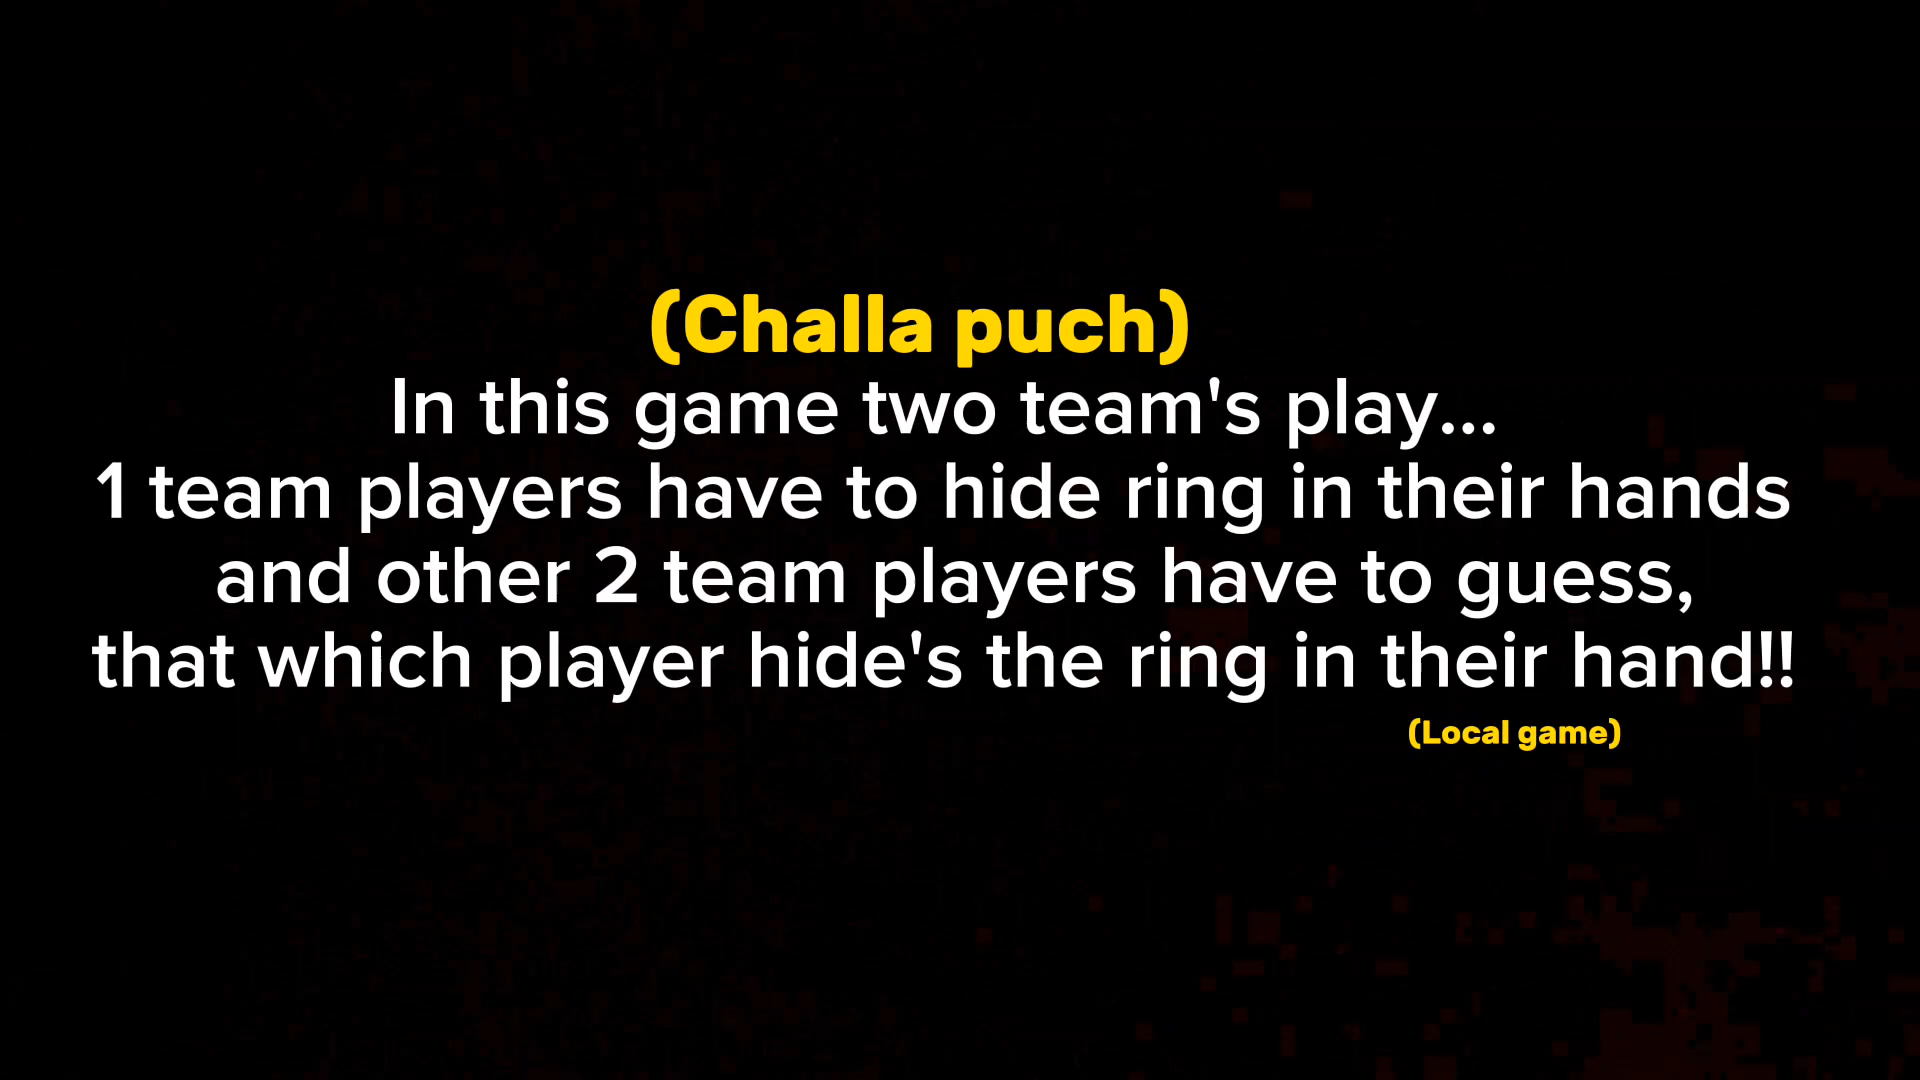 (Challa puch)
In this game two team's play...
1 team players have to hide ring in their hands
and other 2 team players have to guess,
that which player hide's the ring in their hand!!
(Local game)